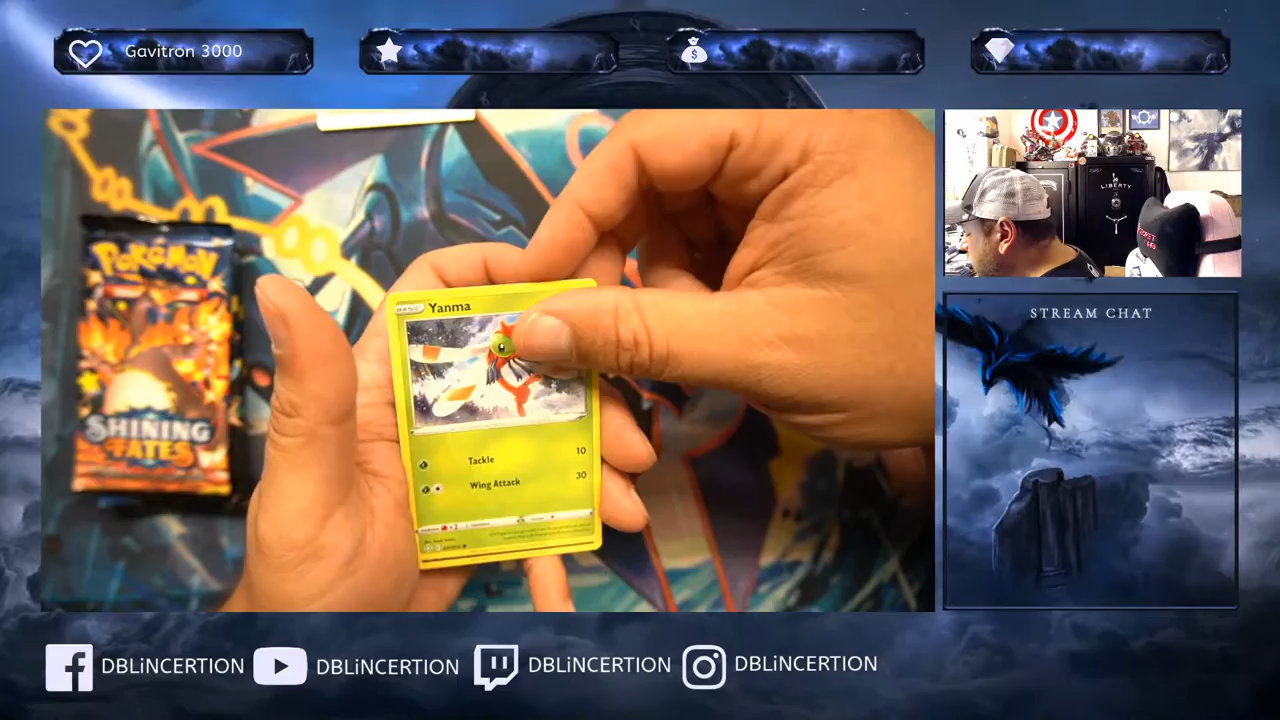 Gavitron 3000
POKéMON
SHINING
FATES
BASIC Yanma
Tackle 10
Wing Attack 30
LIBERTY
STREAM CHAT
DBLiNCERTION DBLiNCERTION DBLiNCERTION DBLiNCERTION